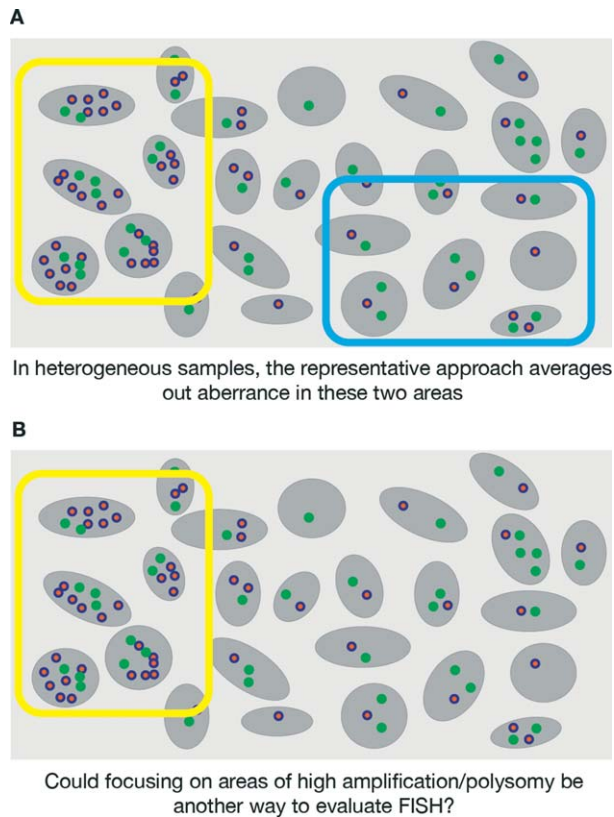 A
In heterogeneous samples, the representative approach averages
out aberrance in these two areas
B
Could focusing on areas of high amplification/polysomy be
another way to evaluate FISH?